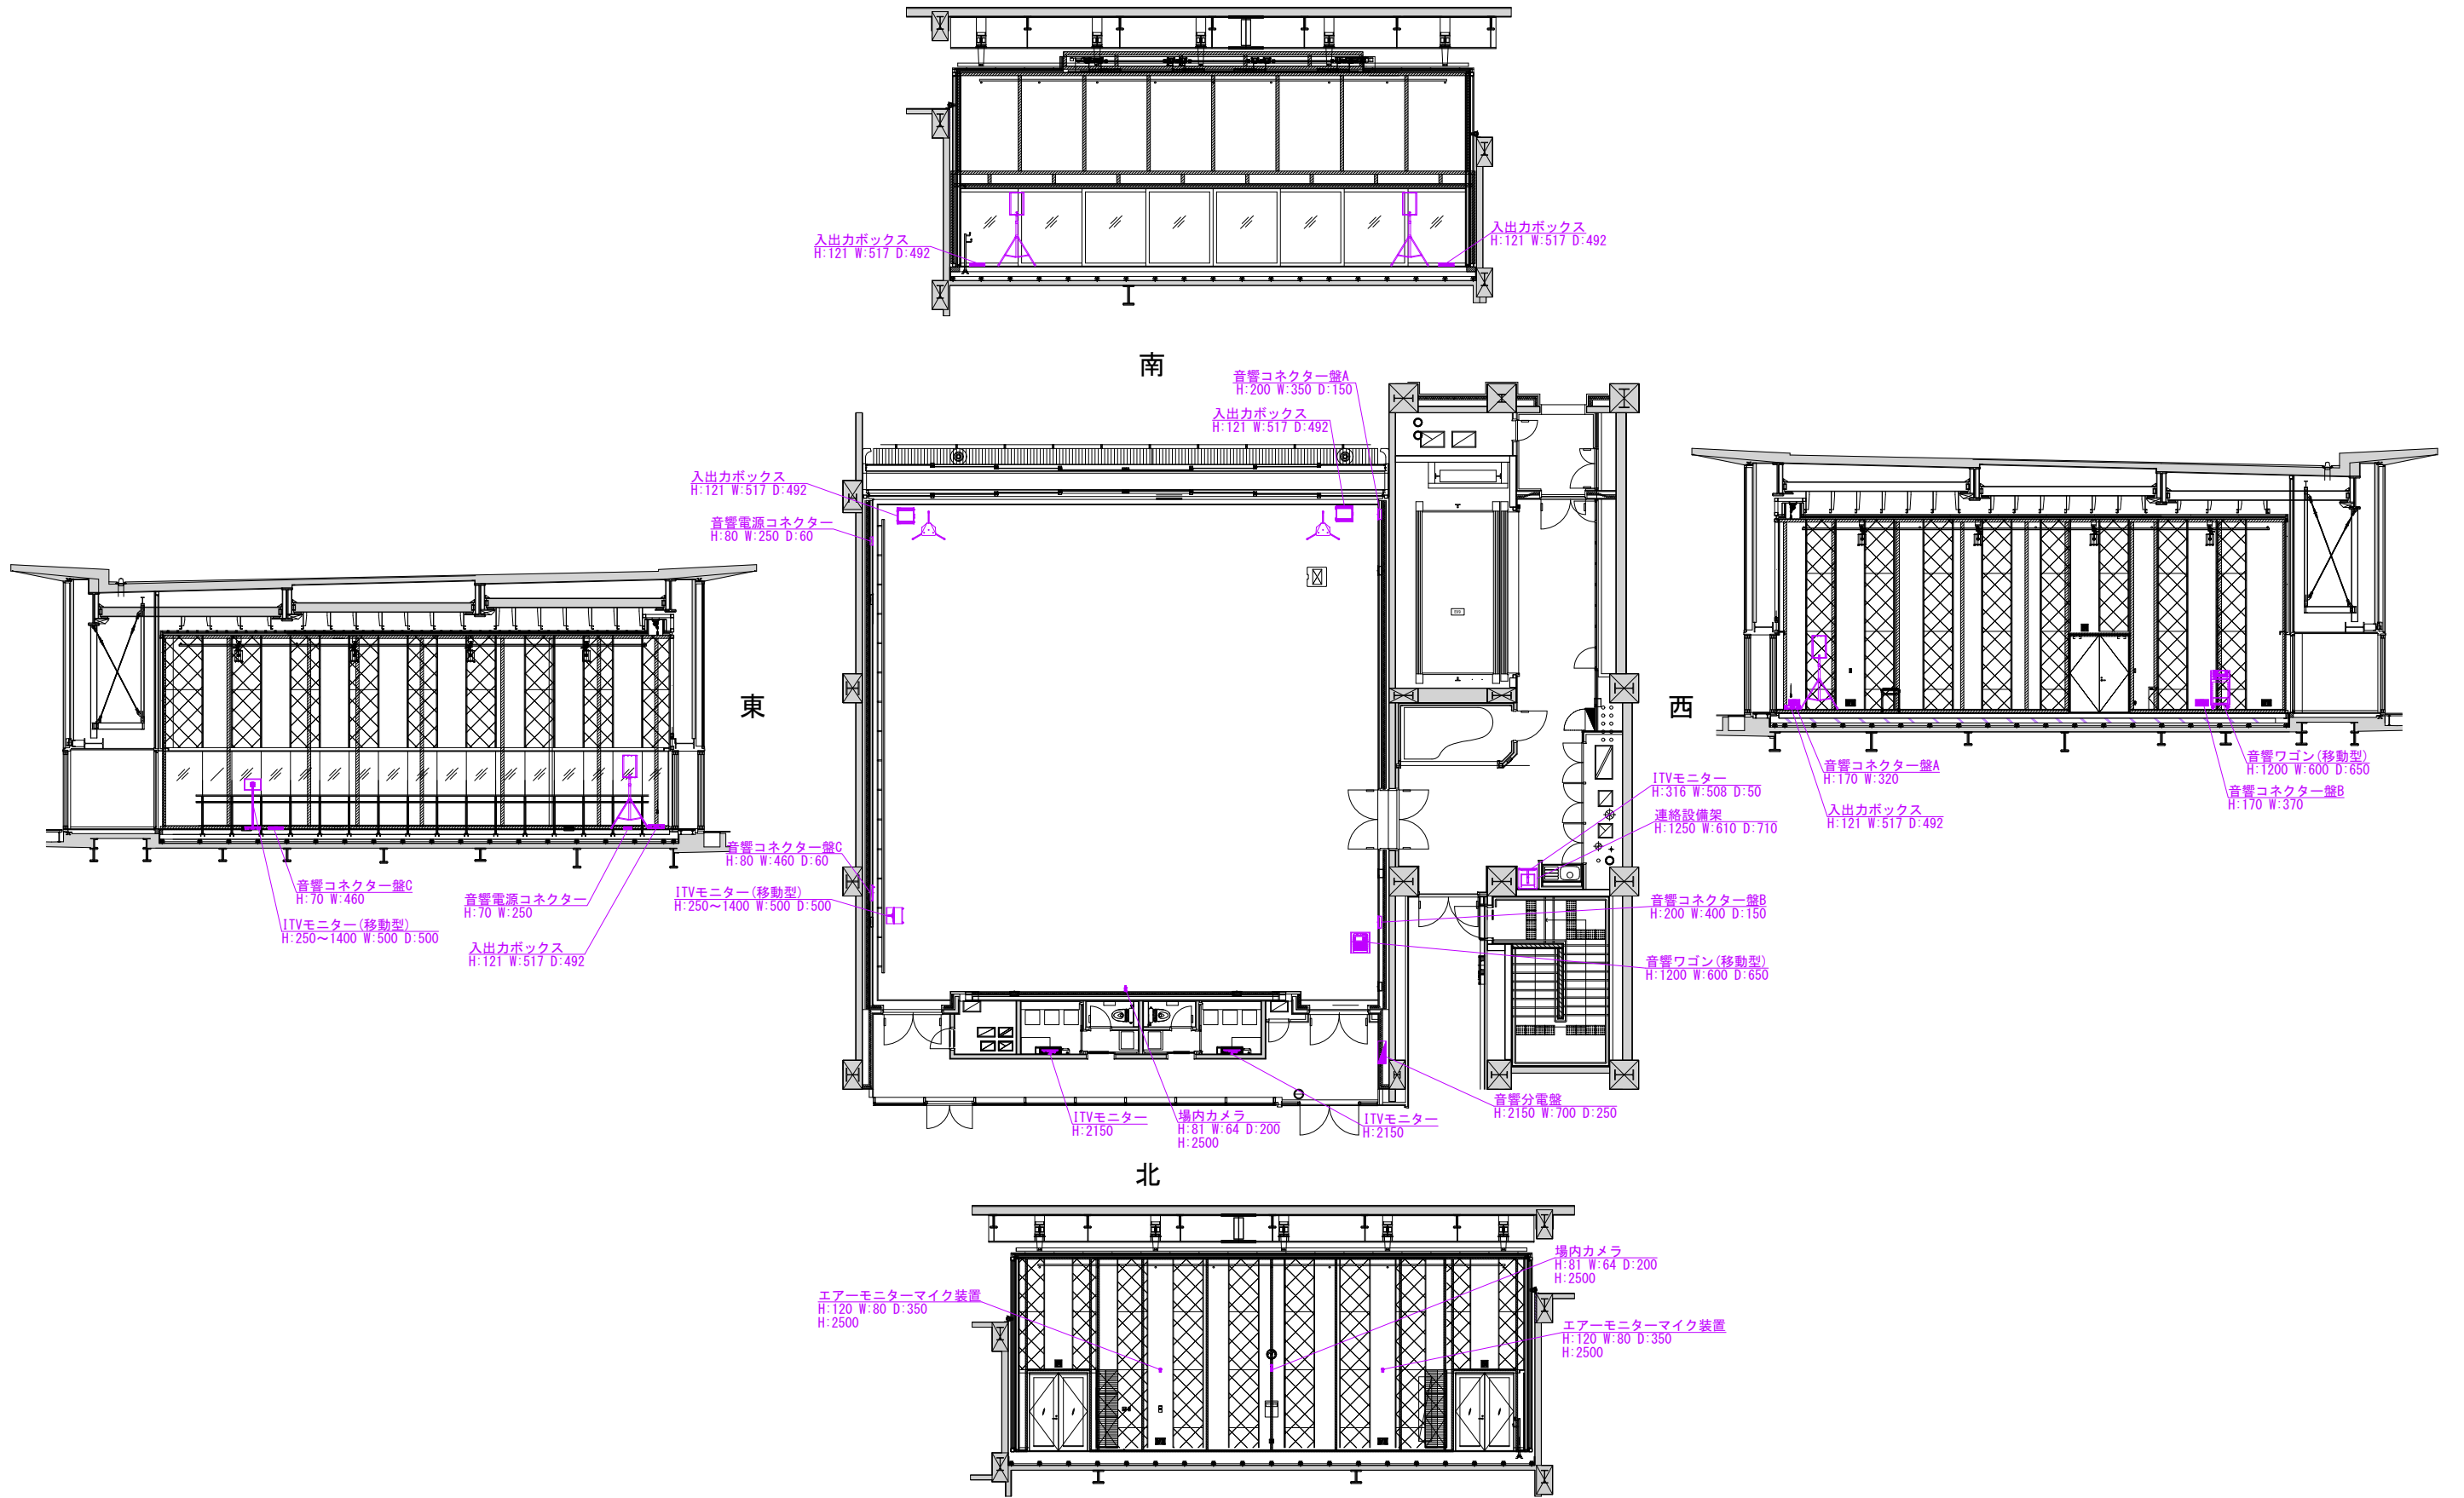 入出力ボックス
H:121 W:517 D:492
入出力ボックス
H:121 W:517 D:492
南
音響コネクター盤A
H:200 W:350 D:150
入出力ボックス
H:121 W:517 D:492
入出力ボックス
H:121 W:517 D:492
音響電源コネクター
H:80 W:250 D:60
東
音響コネクター盤C
H:80 W:460 D:60
ITVモニター(移動型)
H:250～1400 W:500 D:500
音響コネクター盤C
H:70 W:460
ITVモニター(移動型)
H:250～1400 W:500 D:500
音響電源コネクター
H:70 W:250
入出力ボックス
H:121 W:517 D:492
西
ITVモニター
H:316 W:508 D:50
連絡設備架
H:1250 W:610 D:710
音響コネクター盤B
H:200 W:400 D:150
音響ワゴン(移動型)
H:1200 W:600 D:650
音響分電盤
H:2150 W:700 D:250
音響コネクター盤A
H:170 W:320
入出力ボックス
H:121 W:517 D:492
音響ワゴン(移動型)
H:1200 W:600 D:650
音響コネクター盤B
H:170 W:370
ITVモニター
H:2150
場内カメラ
H:81 W:64 D:200
H:2500
ITVモニター
H:2150
北
場内カメラ
H:81 W:64 D:200
H:2500
エアーモニターマイク装置
H:120 W:80 D:350
H:2500
エアーモニターマイク装置
H:120 W:80 D:350
H:2500